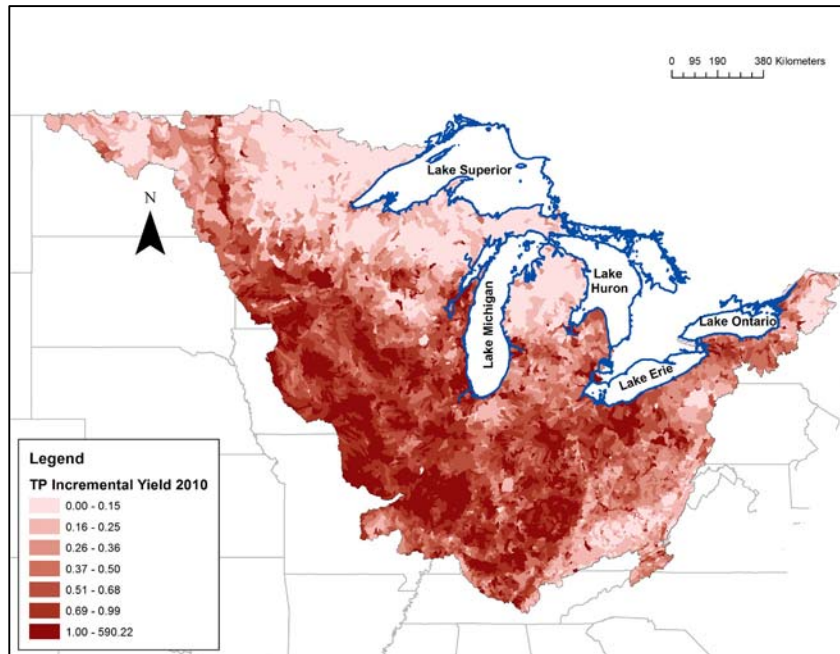 0 95 190 380 Kilometers
Lake Superior
N
Lake Michigan
Lake
Huron
Lake Ontario
Lake Erie
Legend
TP Incremental Yield 2010
0.00 - 0.15
0.16 - 0.25
0.26 - 0.36
0.37 - 0.50
0.51 - 0.68
0.69 - 0.99
1.00 - 590.22